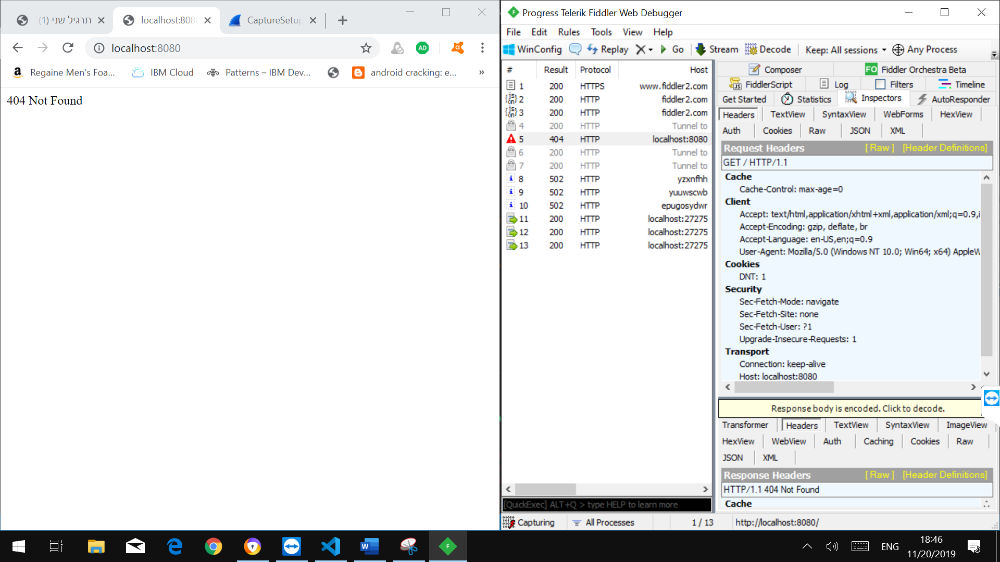 תרגיל שני (1).
localhost:808
CaptureSetup
localhost:8080
AD
Regaine Men's Foa...
IBM Cloud
Patterns – IBM Dev...
android cracking: e...
»
404 Not Found
Progress Telerik Fiddler Web Debugger
File Edit Rules Tools View Help
WinConfig Replay Go Stream Decode Keep: All sessions Any Process
# Result Protocol Host
1 200 HTTPS www.fiddler2.com
2 200 HTTP fiddler2.com
3 200 HTTP fiddler2.com
4 200 HTTP Tunnel to
5 404 HTTP localhost:8080
6 200 HTTP Tunnel to
7 200 HTTP Tunnel to
8 502 HTTP yzxnfhh
9 502 HTTP yuuwscwb
10 502 HTTP epugosydwr
11 200 HTTP localhost:27275
12 200 HTTP localhost:27275
13 200 HTTP localhost:27275
[QuickExec] ALT+Q > type HELP to learn more
Composer FO Fiddler Orchestra Beta
FiddlerScript Log Filters Timeline
Get Started Statistics Inspectors AutoResponder
Headers TextView SyntaxView WebForms HexView
Auth Cookies Raw JSON XML
Request Headers [ Raw ] [Header Definitions]
GET / HTTP/1.1
Cache
Cache-Control: max-age=0
Client
Accept: text/html,application/xhtml+xml,application/xml;q=0.9,i
Accept-Encoding: gzip, deflate, br
Accept-Language: en-US,en;q=0.9
User-Agent: Mozilla/5.0 (Windows NT 10.0; Win64; x64) AppleW
Cookies
DNT: 1
Security
Sec-Fetch-Mode: navigate
Sec-Fetch-Site: none
Sec-Fetch-User: ?1
Upgrade-Insecure-Requests: 1
Transport
Connection: keep-alive
Host: localhost:8080
Response body is encoded. Click to decode.
Transformer Headers TextView SyntaxView ImageView
HexView WebView Auth Caching Cookies Raw
JSON XML
Response Headers [ Raw ] [Header Definitions]
HTTP/1.1 404 Not Found
Cache
Capturing All Processes 1 / 13 http://localhost:8080/
ENG
18:46
11/20/2019